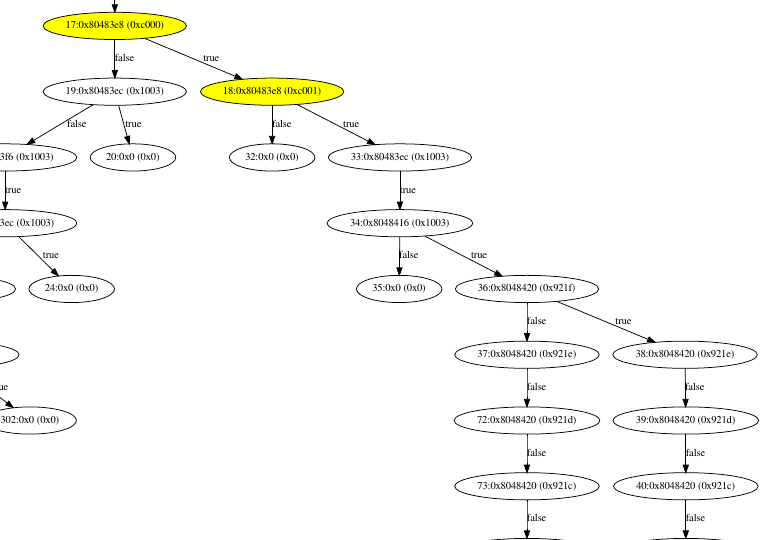 17:0x80483e8 (0xc000)
false
true
19:0x80483ec (0x1003)
18:0x80483e8 (0xc001)
false
true
false
true
3f6 (0x1003)
20:0x0 (0x0)
32:0x0 (0x0)
33:0x80483ec (0x1003)
true
true
3ec (0x1003)
34:0x8048416 (0x1003)
true
false
true
24:0x0 (0x0)
35:0x0 (0x0)
36:0x8048420 (0x921f)
false
true
37:0x8048420 (0x921e)
38:0x8048420 (0x921e)
ue
false
false
302:0x0 (0x0)
72:0x8048420 (0x921d)
39:0x8048420 (0x921d)
false
false
73:0x8048420 (0x921c)
40:0x8048420 (0x921c)
false
false